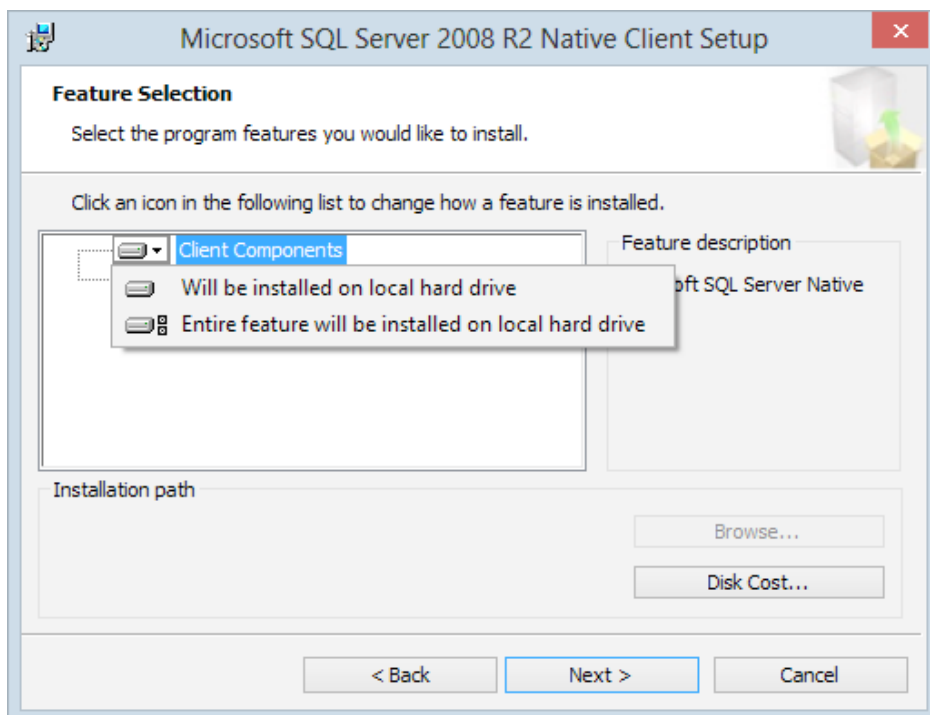 Microsoft SQL Server 2008 R2 Native Client Setup
Feature Selection
Select the program features you would like to install.
Click an icon in the following list to change how a feature is installed.
Client Components
Will be installed on local hard drive
Entire feature will be installed on local hard drive
Feature description
oft SQL Server Native
Installation path
Browse...
Disk Cost...
< Back
Next >
Cancel